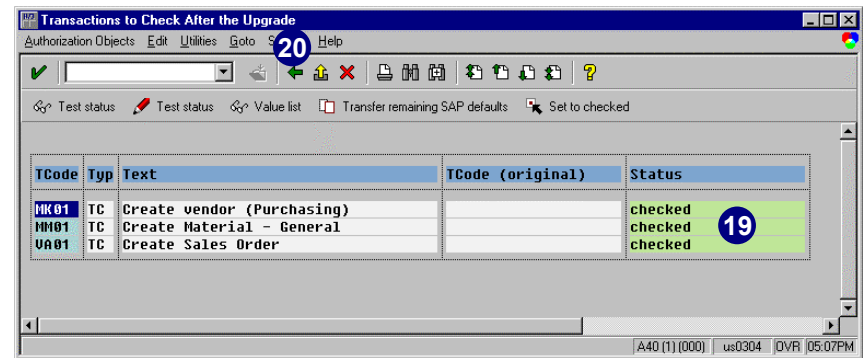 Transactions to Check After the Upgrade
Authorization Objects Edit Utilities Goto S Help
20
Test status Test status Value list Transfer remaining SAP defaults Set to checked
TCode Typ Text TCode (original) Status
MK01 TC Create vendor (Purchasing) checked
MM01 TC Create Material - General checked
VA01 TC Create Sales Order checked
19
A40 (1) (000) us0304 OVR 05:07PM